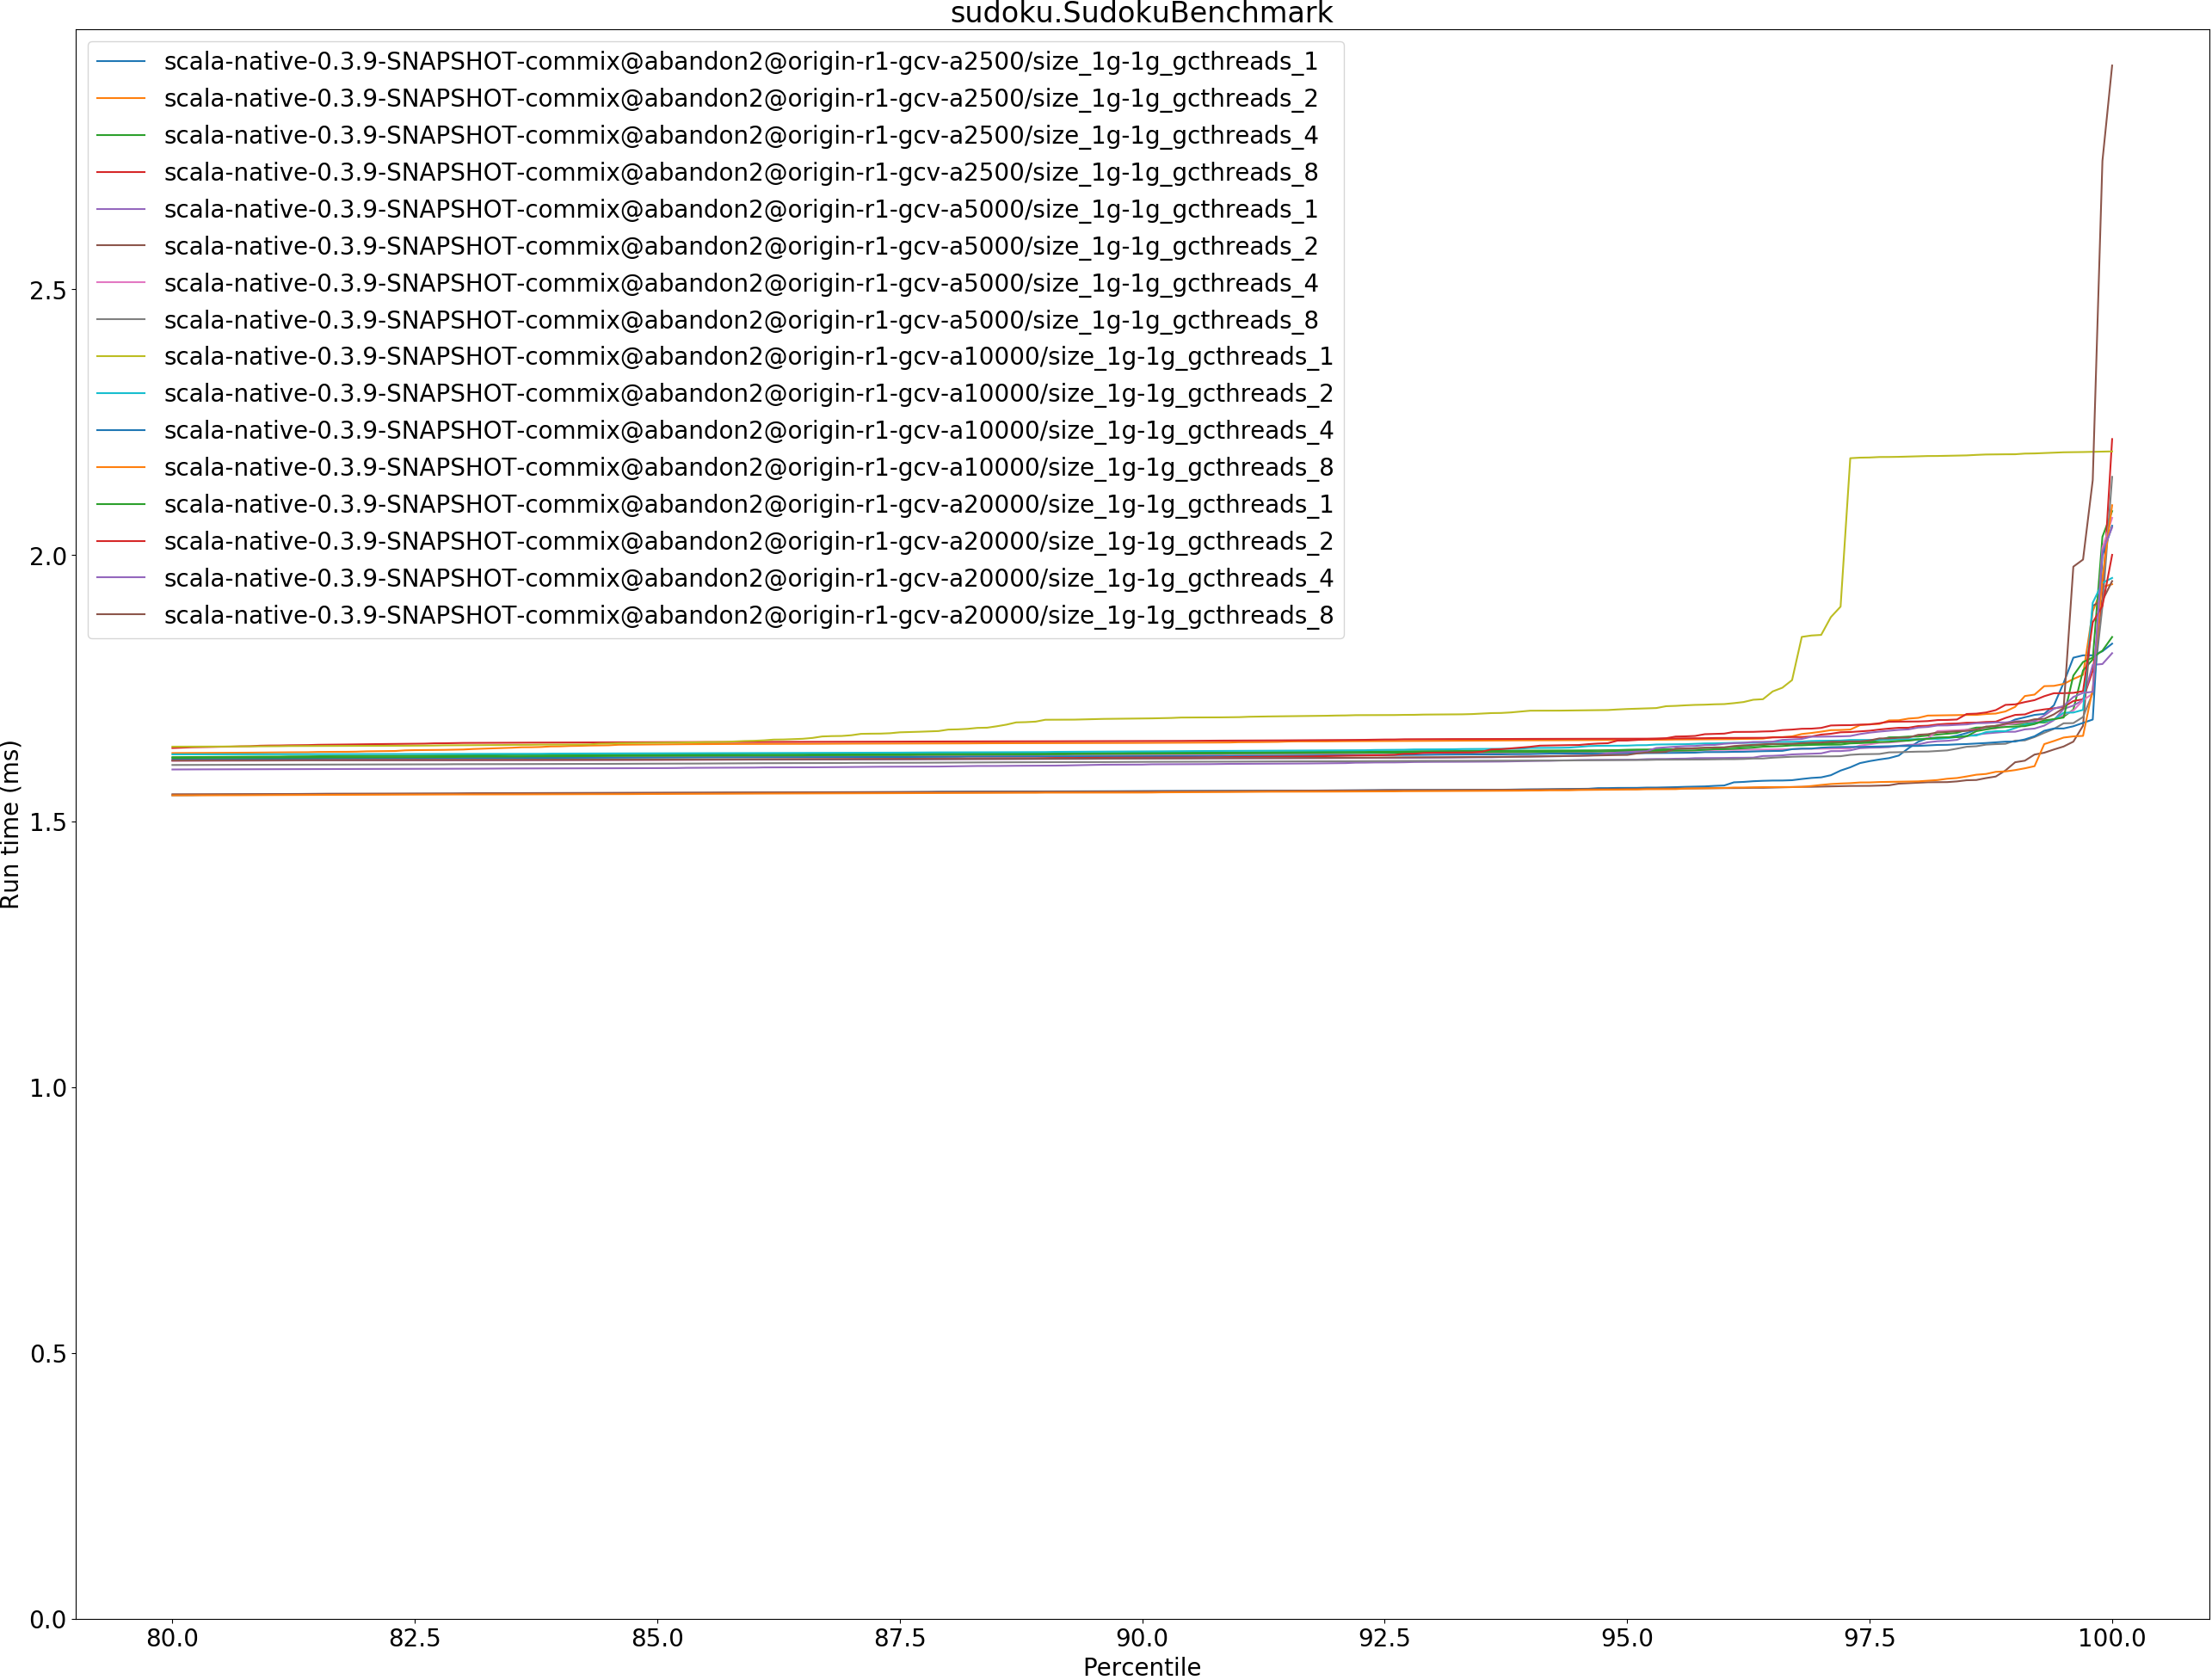 sudoku.SudokuBenchmark
scala-native-0.3.9-SNAPSHOT-commix@abandon2@origin-r1-gcv-a2500/size_1g-1g_gcthreads_1
scala-native-0.3.9-SNAPSHOT-commix@abandon2@origin-r1-gcv-a2500/size_1g-1g_gcthreads_2
scala-native-0.3.9-SNAPSHOT-commix@abandon2@origin-r1-gcv-a2500/size_1g-1g_gcthreads_4
scala-native-0.3.9-SNAPSHOT-commix@abandon2@origin-r1-gcv-a2500/size_1g-1g_gcthreads_8
scala-native-0.3.9-SNAPSHOT-commix@abandon2@origin-r1-gcv-a5000/size_1g-1g_gcthreads_1
scala-native-0.3.9-SNAPSHOT-commix@abandon2@origin-r1-gcv-a5000/size_1g-1g_gcthreads_2
scala-native-0.3.9-SNAPSHOT-commix@abandon2@origin-r1-gcv-a5000/size_1g-1g_gcthreads_4
scala-native-0.3.9-SNAPSHOT-commix@abandon2@origin-r1-gcv-a5000/size_1g-1g_gcthreads_8
scala-native-0.3.9-SNAPSHOT-commix@abandon2@origin-r1-gcv-a10000/size_1g-1g_gcthreads_1
scala-native-0.3.9-SNAPSHOT-commix@abandon2@origin-r1-gcv-a10000/size_1g-1g_gcthreads_2
scala-native-0.3.9-SNAPSHOT-commix@abandon2@origin-r1-gcv-a10000/size_1g-1g_gcthreads_4
scala-native-0.3.9-SNAPSHOT-commix@abandon2@origin-r1-gcv-a10000/size_1g-1g_gcthreads_8
scala-native-0.3.9-SNAPSHOT-commix@abandon2@origin-r1-gcv-a20000/size_1g-1g_gcthreads_1
scala-native-0.3.9-SNAPSHOT-commix@abandon2@origin-r1-gcv-a20000/size_1g-1g_gcthreads_2
scala-native-0.3.9-SNAPSHOT-commix@abandon2@origin-r1-gcv-a20000/size_1g-1g_gcthreads_4
scala-native-0.3.9-SNAPSHOT-commix@abandon2@origin-r1-gcv-a20000/size_1g-1g_gcthreads_8
2.5
2.0
1.5
1.0
0.5
0.0
Run time (ms)
80.0 82.5 85.0 87.5 90.0 92.5 95.0 97.5 100.0
Percentile